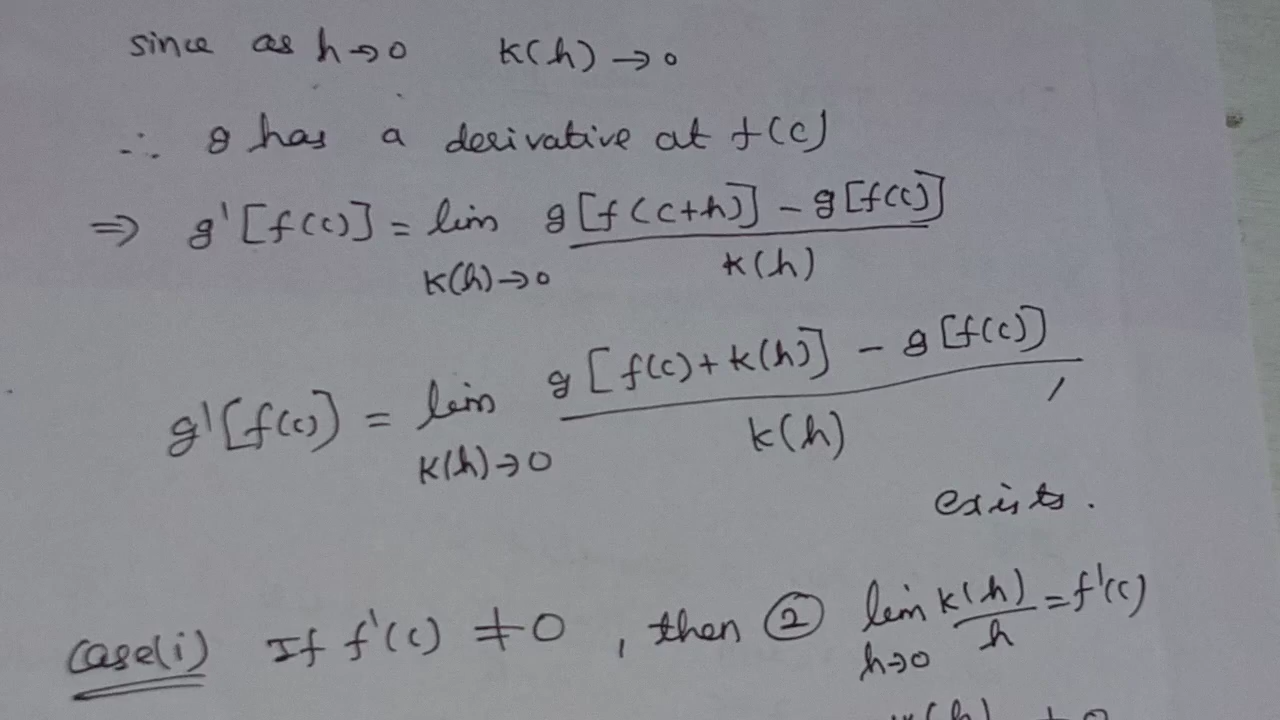 since as h→0 K(h)→0
∴ g has a derivative at f(c)
⇒ g'[f(c)] = lim g[f(c+h)] - g[f(c)]
K(h)→0 K(h)
g'[f(c)] = lim g[f(c)+k(h)] - g[f(c)] ,
K(h)→0 k(h)
exists.
Case(i) If f'(c) ≠ 0, then ② lim k(h) = f'(c)
h→0 h